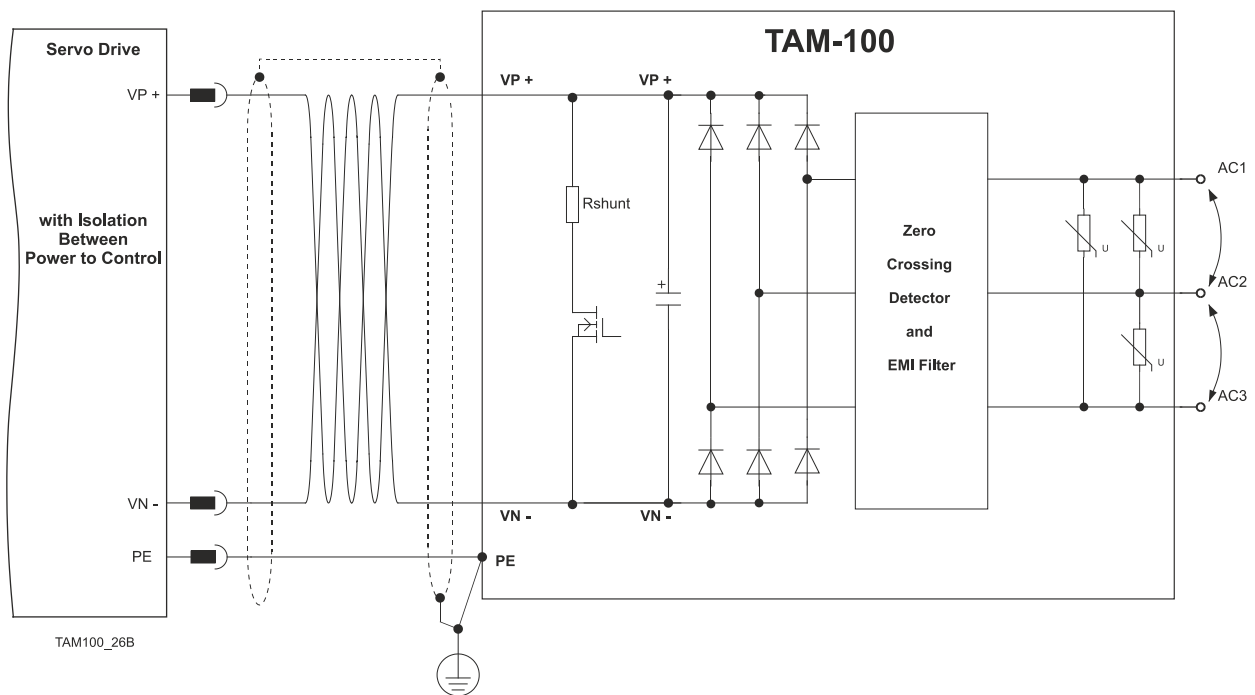 TAM-100
Servo Drive
VP +
VP +
VP +
AC1
Rshunt
U
U
with Isolation
Between
Power to Control
Zero
Crossing
Detector
and
EMI Filter
AC2
+
U
AC3
VN -
VN -
VN -
PE
PE
TAM100_26B